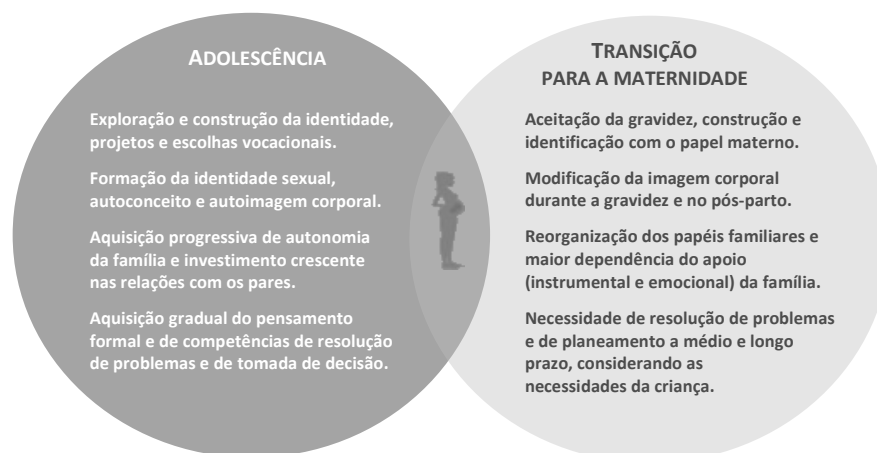 ADOLESCÊNCIA
Exploração e construção da identidade,
projetos e escolhas vocacionais.
Formação da identidade sexual,
autoconceito e autoimagem corporal.
Aquisição progressiva de autonomia
da família e investimento crescente
nas relações com os pares.
Aquisição gradual do pensamento
formal e de competências de resolução
de problemas e de tomada de decisão.
TRANSIÇÃO
PARA A MATERNIDADE
Aceitação da gravidez, construção e
identificação com o papel materno.
Modificação da imagem corporal
durante a gravidez e no pós-parto.
Reorganização dos papéis familiares e
maior dependência do apoio
(instrumental e emocional) da família.
Necessidade de resolução de problemas
e de planeamento a médio e longo
prazo, considerando as
necessidades da criança.